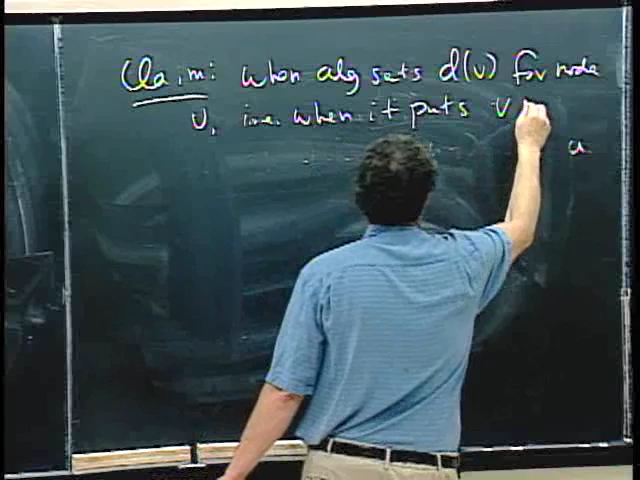 Claim: when alg sets d(v) for node
v, i.e. when it puts v
u